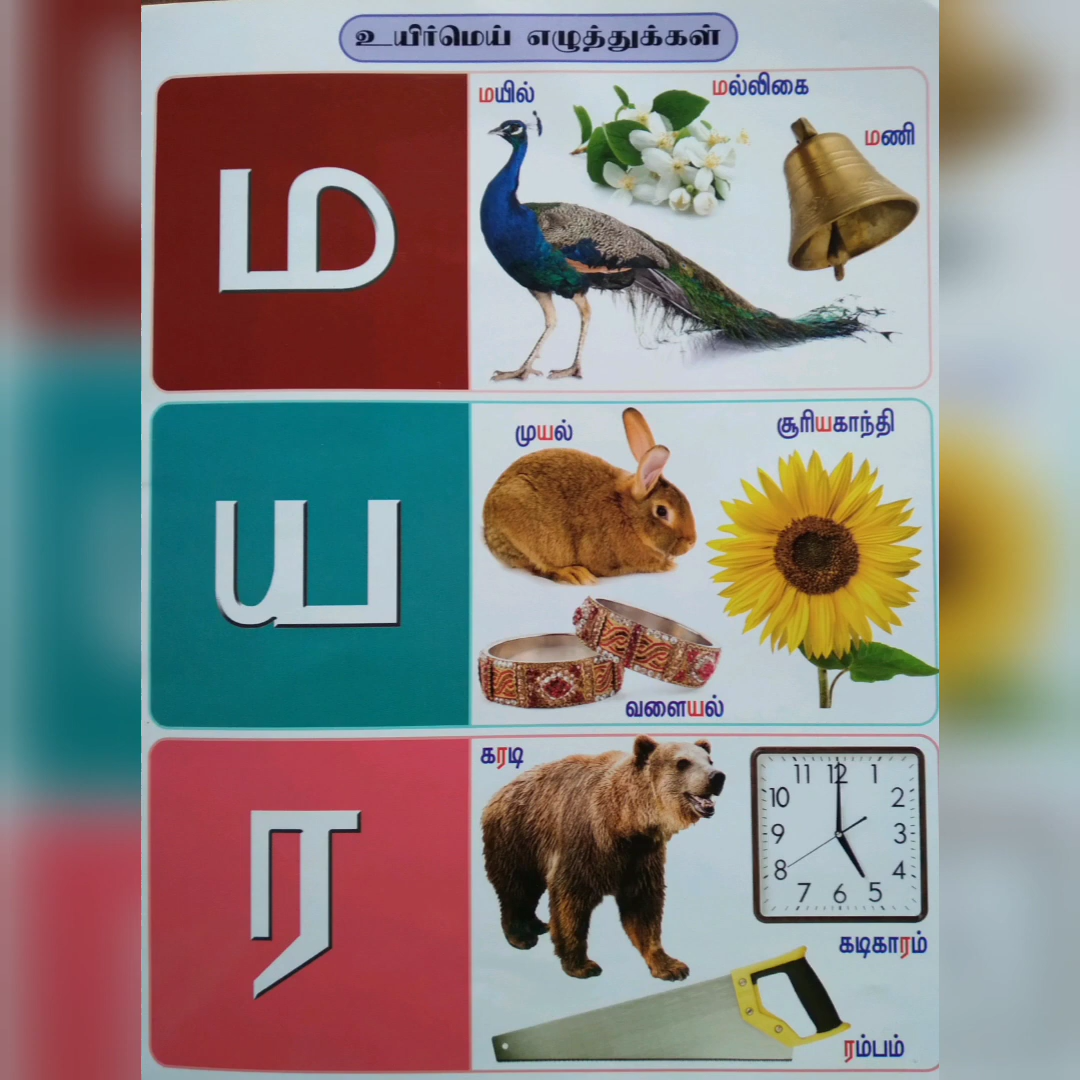 உயிர்மெய் எழுத்துக்கள்
ம
மயில்
மல்லிகை
மணி
ய
முயல்
சூரியகாந்தி
வளையல்
ர
கரடி
11 12 1
10 2
9 3
8 4
7 6 5
கடிகாரம்
ரம்பம்